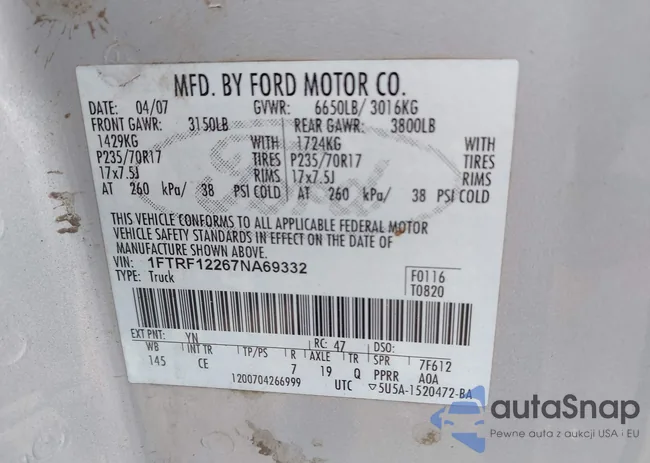 MFD. BY FORD MOTOR CO.
DATE: 04/07 GVWR: 6650LB/ 3016KG
FRONT GAWR: 3150LB REAR GAWR: 3800LB
1429KG WITH 1724KG WITH
P235/70R17 TIRES P235/70R17 TIRES
17x7.5J RIMS 17x7.5J RIMS
AT 260 kPa/ 38 PSI COLD AT 260 kPa/ 38 PSI COLD
THIS VEHICLE CONFORMS TO ALL APPLICABLE FEDERAL MOTOR
VEHICLE SAFETY STANDARDS IN EFFECT ON THE DATE OF
MANUFACTURE SHOWN ABOVE.
VIN: 1FTRF12267NA69332
TYPE: Truck
F0116
T0820
EXT PNT: YN RC: 47 DSO:
WB INT TR TP/PS R AXLE TR SPR 7F612
145 CE 7 19 Q PPRR AOA
1200704266999 UTC ▽5U5A-1520472-BA
Ford
autaSnap
Pewne auta z aukcji USA i EU